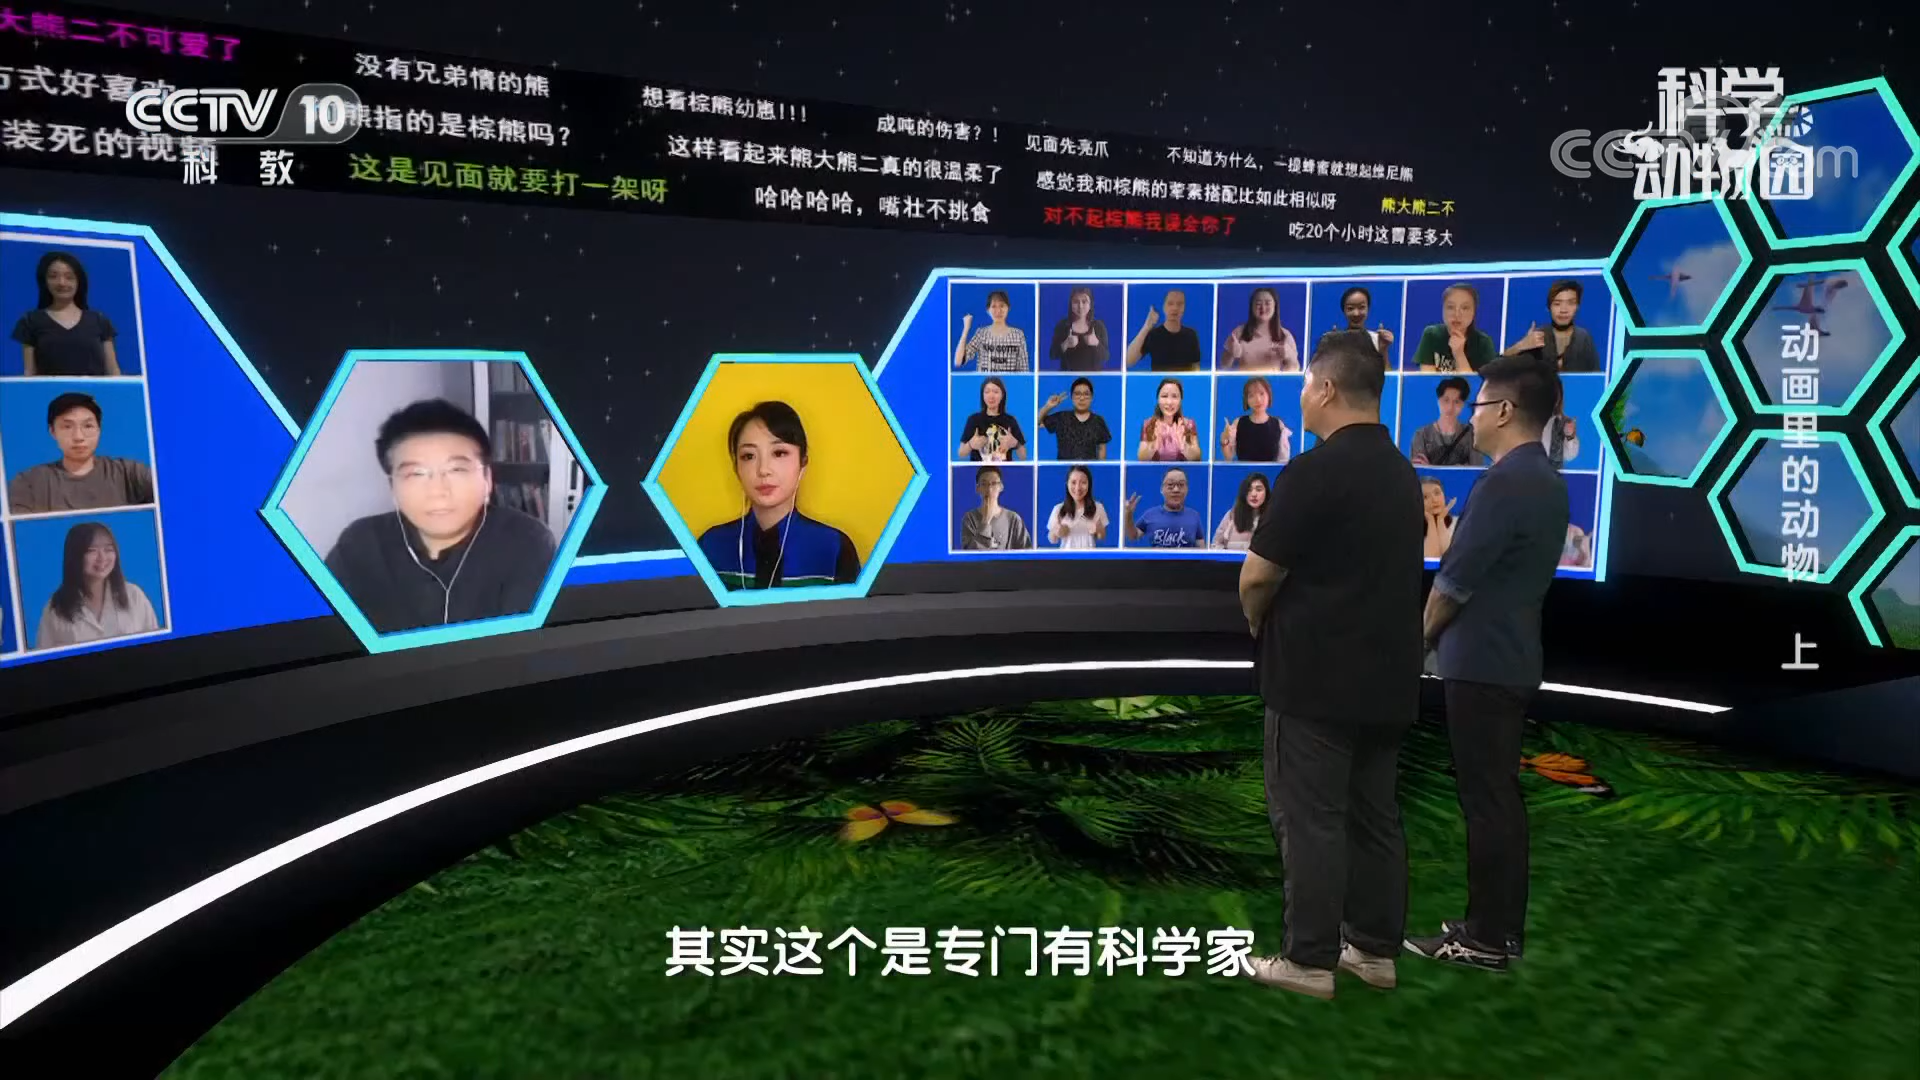 大熊二不可爱了
没有兄弟情的熊
想看棕熊幼崽!!!
成吨的伤害?!
见面先亮爪
不知道为什么，一提蜂蜜就想起维尼熊
方式好喜欢
熊指的是棕熊吗?
这样看起来熊大熊二真的很温柔了
感觉我和棕熊的荤素搭配比如此相似呀
熊大熊二不
装死的视频
这是见面就要打一架呀
哈哈哈哈，嘴壮不挑食
对不起棕熊我误会你了
吃20个小时这胃要多大
CCTV 10
科教
科学
动物园
动画里的动物 上
Black
其实这个是专门有科学家